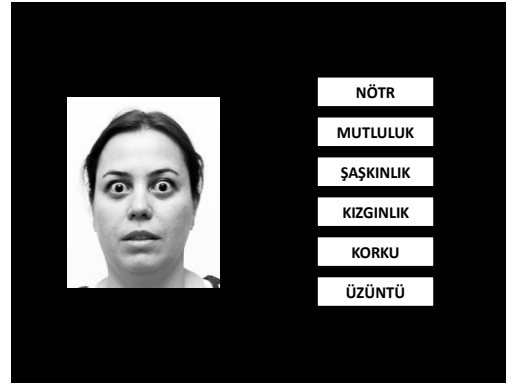 NÖTR
MUTLULUK
ŞAŞKINLIK
KIZGINLIK
KORKU
ÜZÜNTÜ